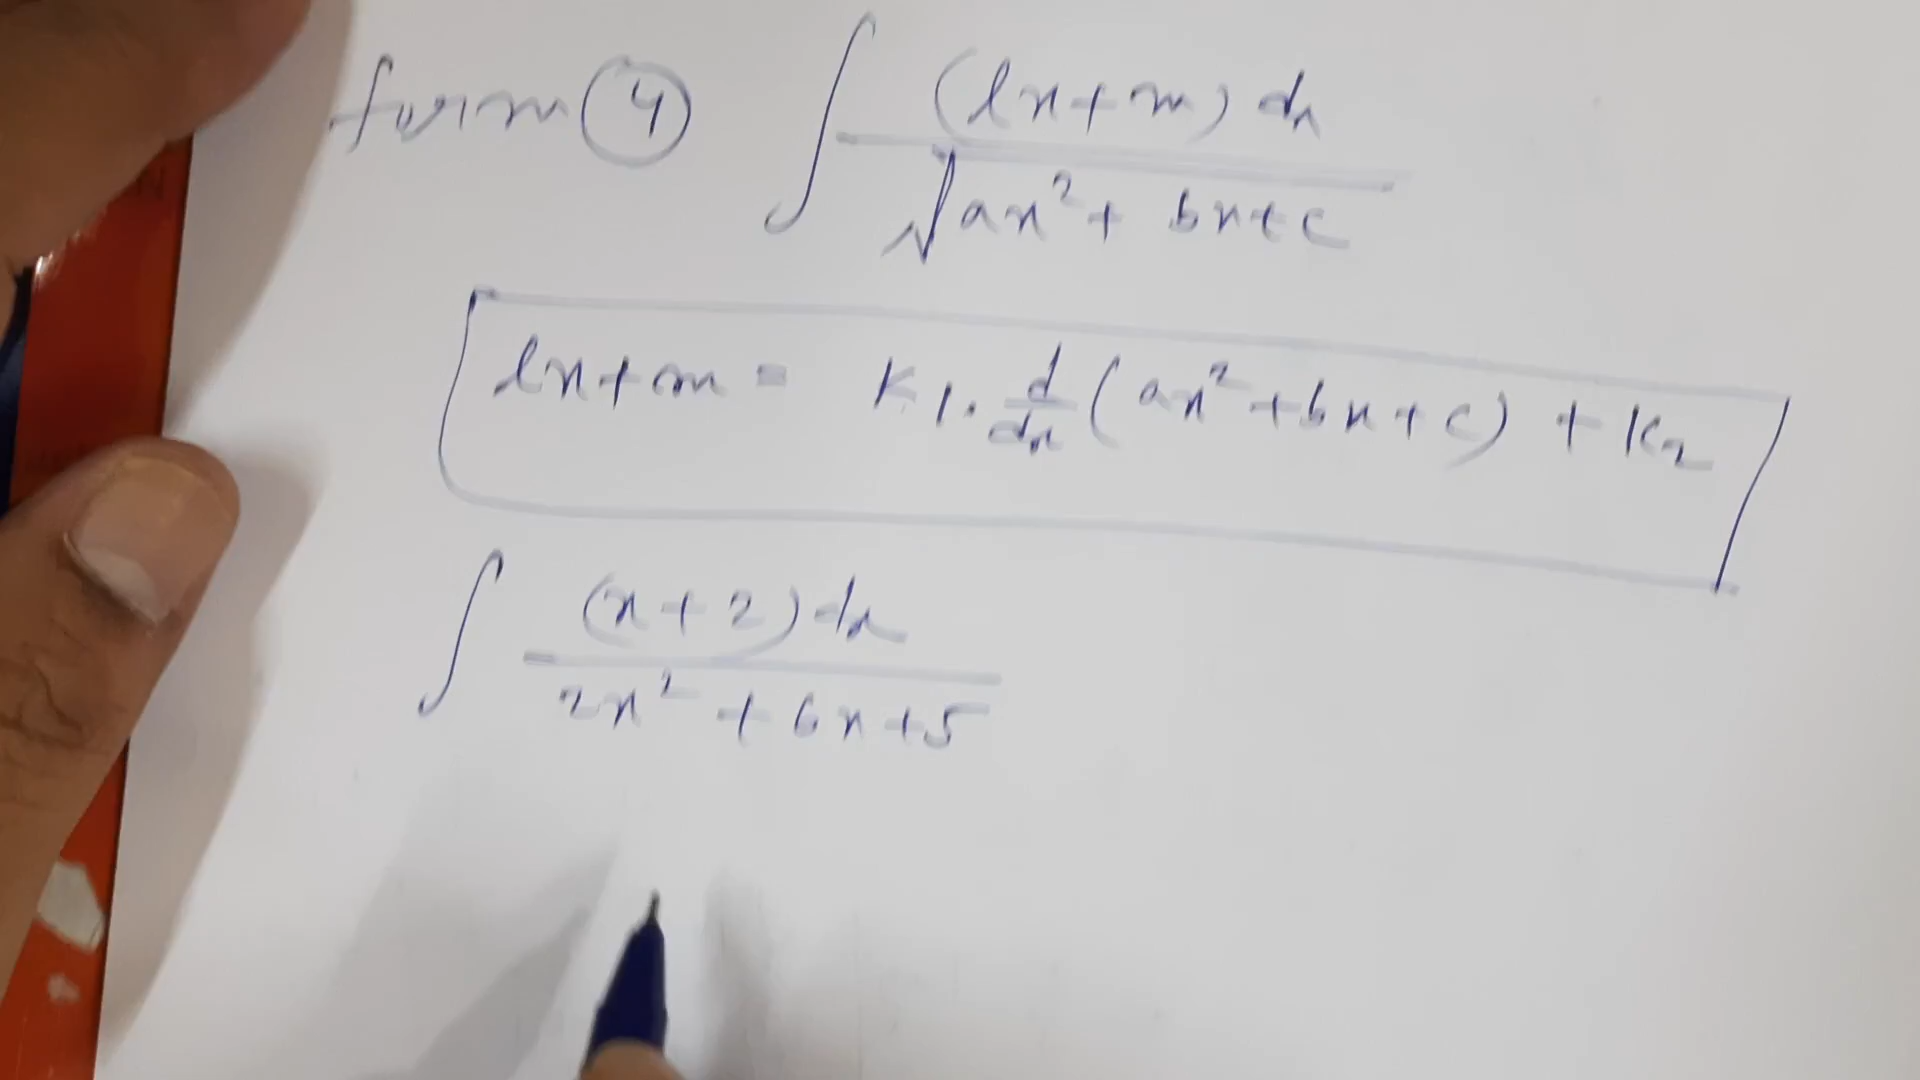 form ④ ∫ (lx+m) dx / √ax²+ bx+c
lx+m = K1. d/dx (ax²+bx+c) + K2
∫ (x+2) dx / 2x² + 6x+5